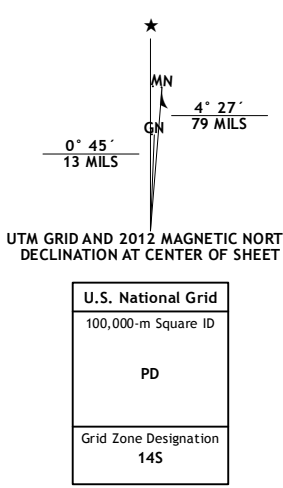 MN
4° 27´
79 MILS
GN
0° 45´
13 MILS
UTM GRID AND 2012 MAGNETIC NORT
DECLINATION AT CENTER OF SHEET
U.S. National Grid
100,000-m Square ID
PD
Grid Zone Designation
14S